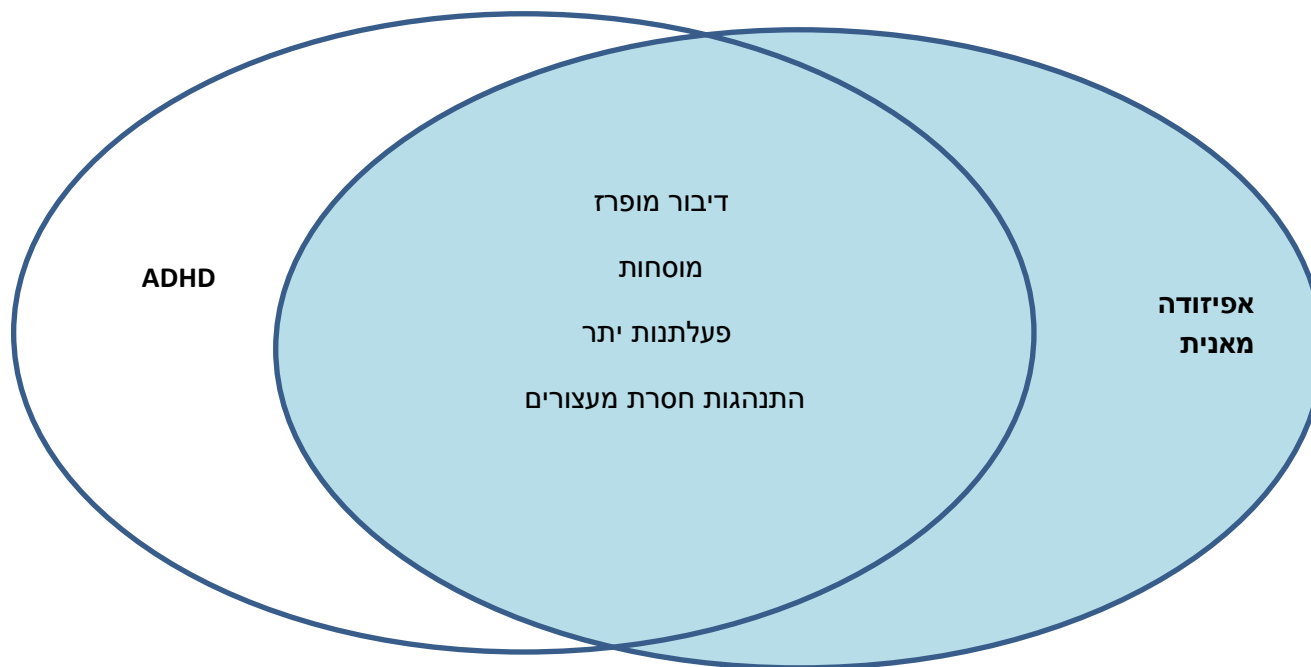 דיבור מופרז
מוסחות
ADHD
אפיזודה
מאנית
פעלתנות יתר
התנהגות חסרת מעצורים